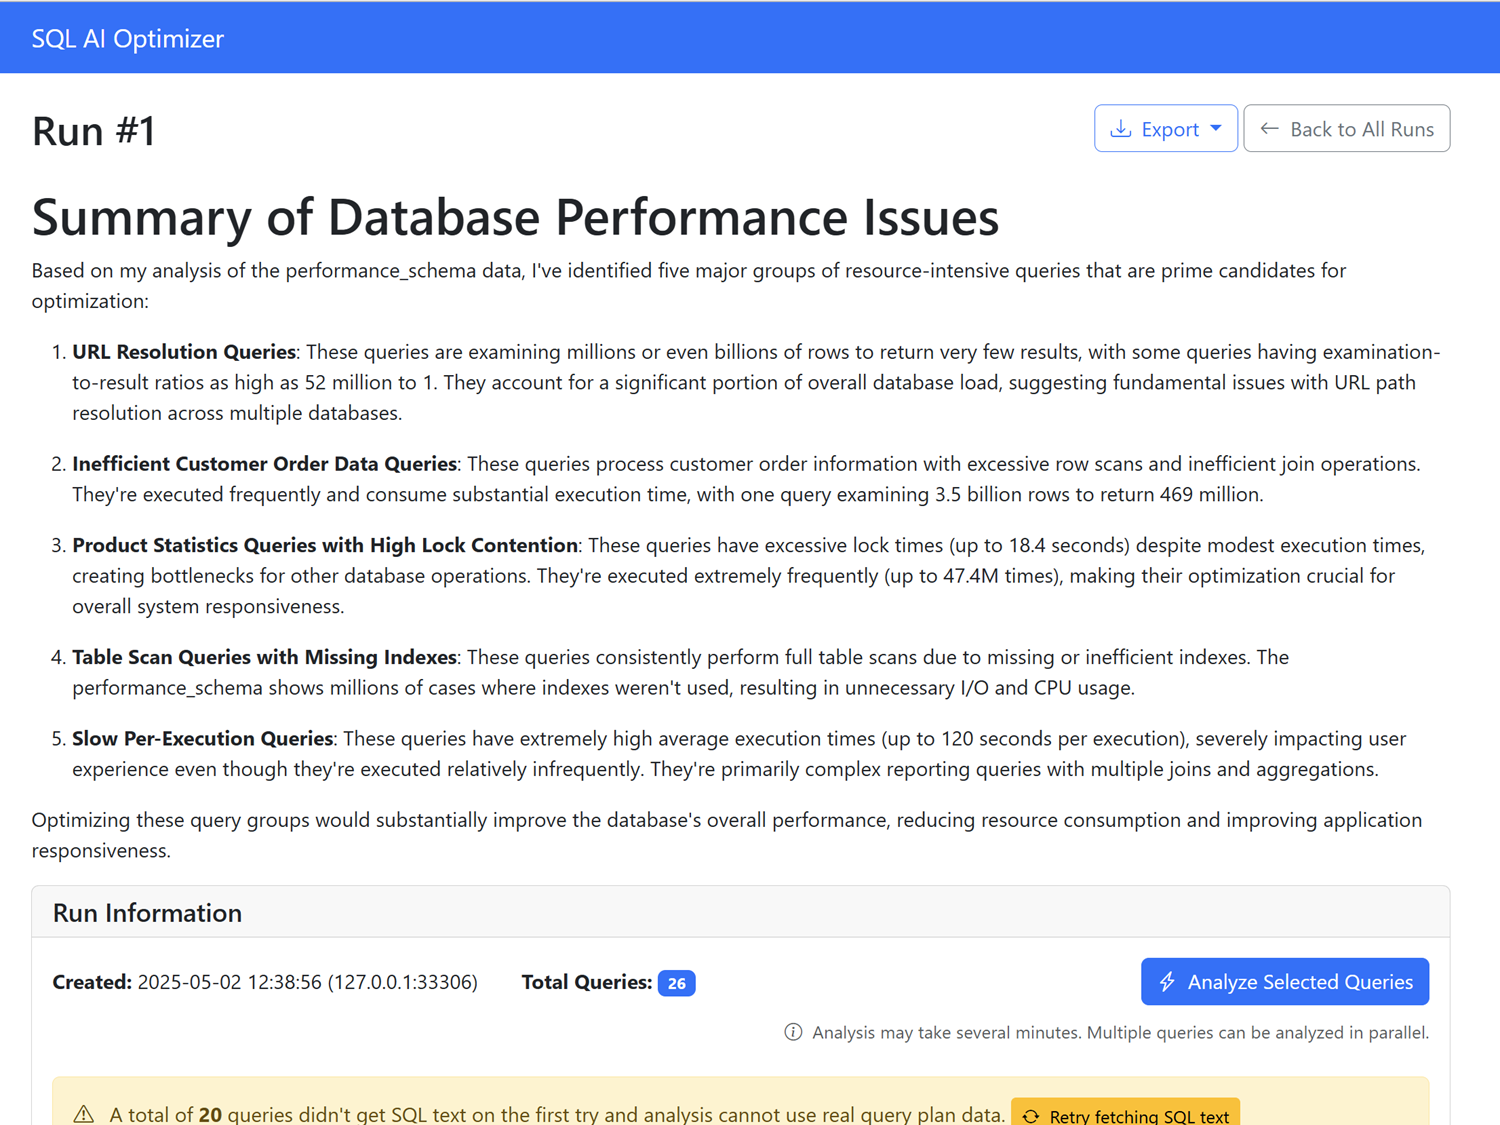 SQL AI Optimizer
Run #1
Export
Back to All Runs
Summary of Database Performance Issues
Based on my analysis of the performance_schema data, I've identified five major groups of resource-intensive queries that are prime candidates for
optimization:
1. URL Resolution Queries: These queries are examining millions or even billions of rows to return very few results, with some queries having examination-
to-result ratios as high as 52 million to 1. They account for a significant portion of overall database load, suggesting fundamental issues with URL path
resolution across multiple databases.
2. Inefficient Customer Order Data Queries: These queries process customer order information with excessive row scans and inefficient join operations.
They're executed frequently and consume substantial execution time, with one query examining 3.5 billion rows to return 469 million.
3. Product Statistics Queries with High Lock Contention: These queries have excessive lock times (up to 18.4 seconds) despite modest execution times,
creating bottlenecks for other database operations. They're executed extremely frequently (up to 47.4M times), making their optimization crucial for
overall system responsiveness.
4. Table Scan Queries with Missing Indexes: These queries consistently perform full table scans due to missing or inefficient indexes. The
performance_schema shows millions of cases where indexes weren't used, resulting in unnecessary I/O and CPU usage.
5. Slow Per-Execution Queries: These queries have extremely high average execution times (up to 120 seconds per execution), severely impacting user
experience even though they're executed relatively infrequently. They're primarily complex reporting queries with multiple joins and aggregations.
Optimizing these query groups would substantially improve the database's overall performance, reducing resource consumption and improving application
responsiveness.
Run Information
Created: 2025-05-02 12:38:56 (127.0.0.1:33306)
Total Queries: 26
Analyze Selected Queries
Analysis may take several minutes. Multiple queries can be analyzed in parallel.
A total of 20 queries didn't get SQL text on the first try and analysis cannot use real query plan data.
Retry fetching SQL text